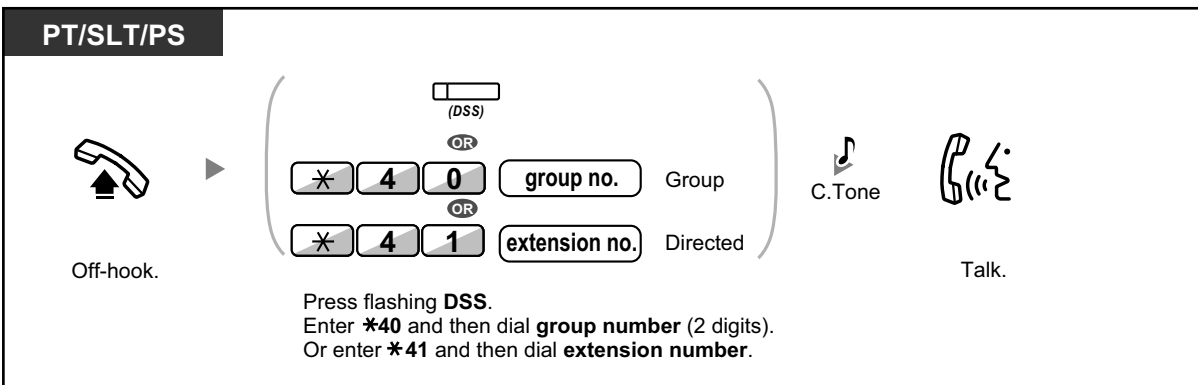 PT/SLT/PS
(DSS)
OR
* 4 0 group no. Group
OR
* 4 1 extension no. Directed
C.Tone
Off-hook.
Talk.
Press flashing DSS.
Enter *40 and then dial group number (2 digits).
Or enter *41 and then dial extension number.